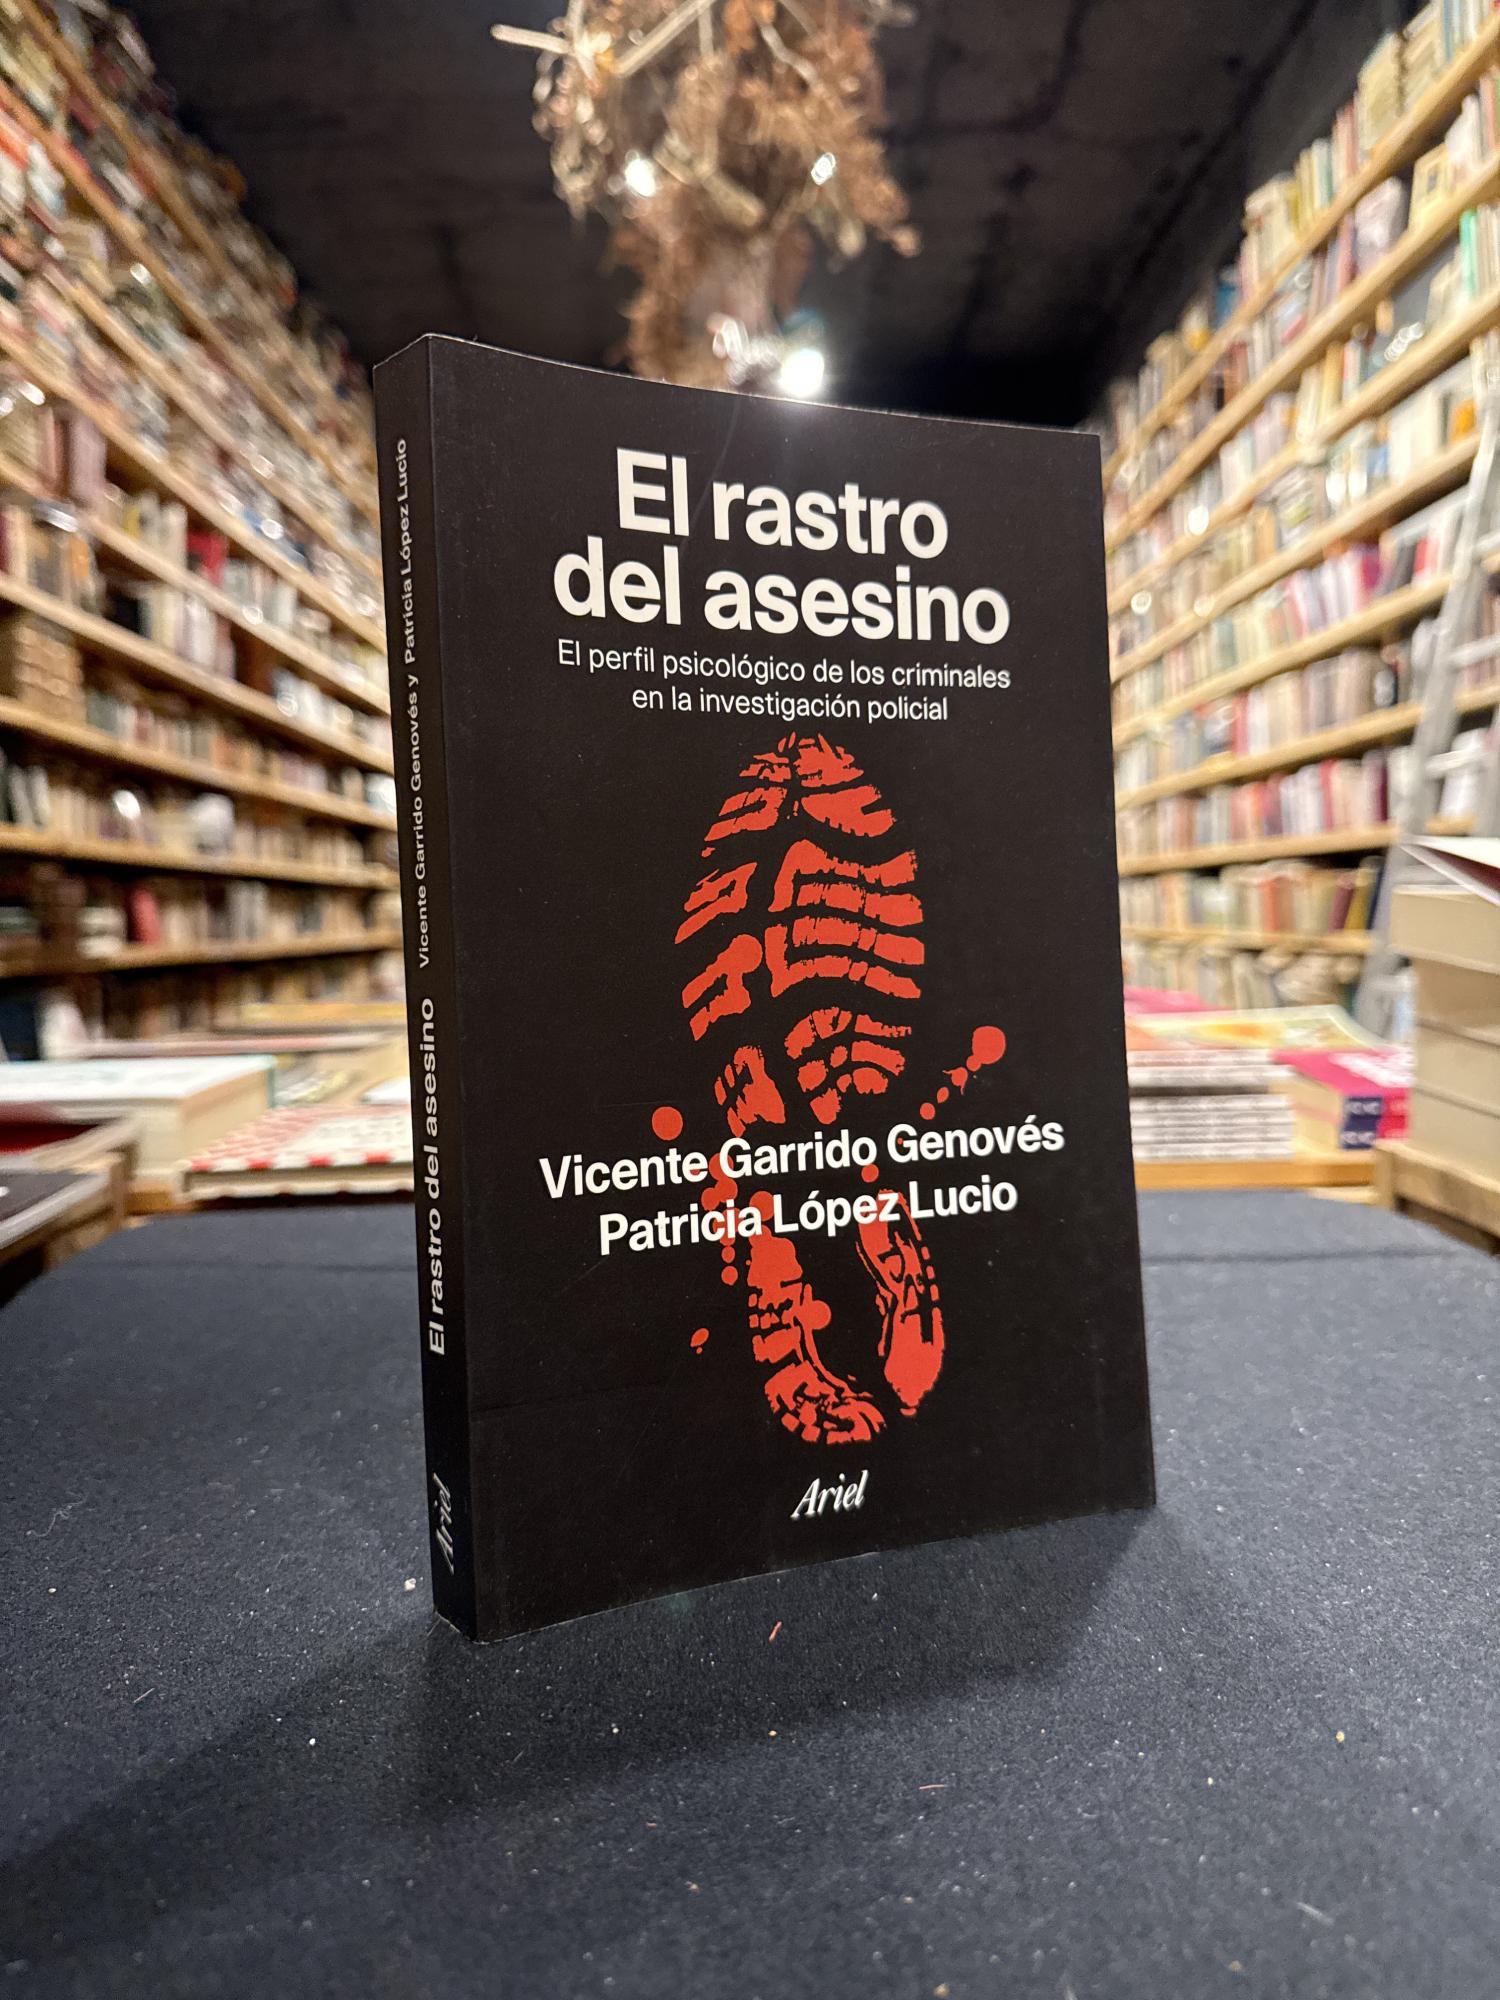 El rastro
del asesino
El perfil psicológico de los criminales
en la investigación policial
Vicente Garrido Genovés
Patricia López Lucio
Ariel
El rastro del asesino Vicente Garrido Genovés y Patricia López Lucio
Ariel